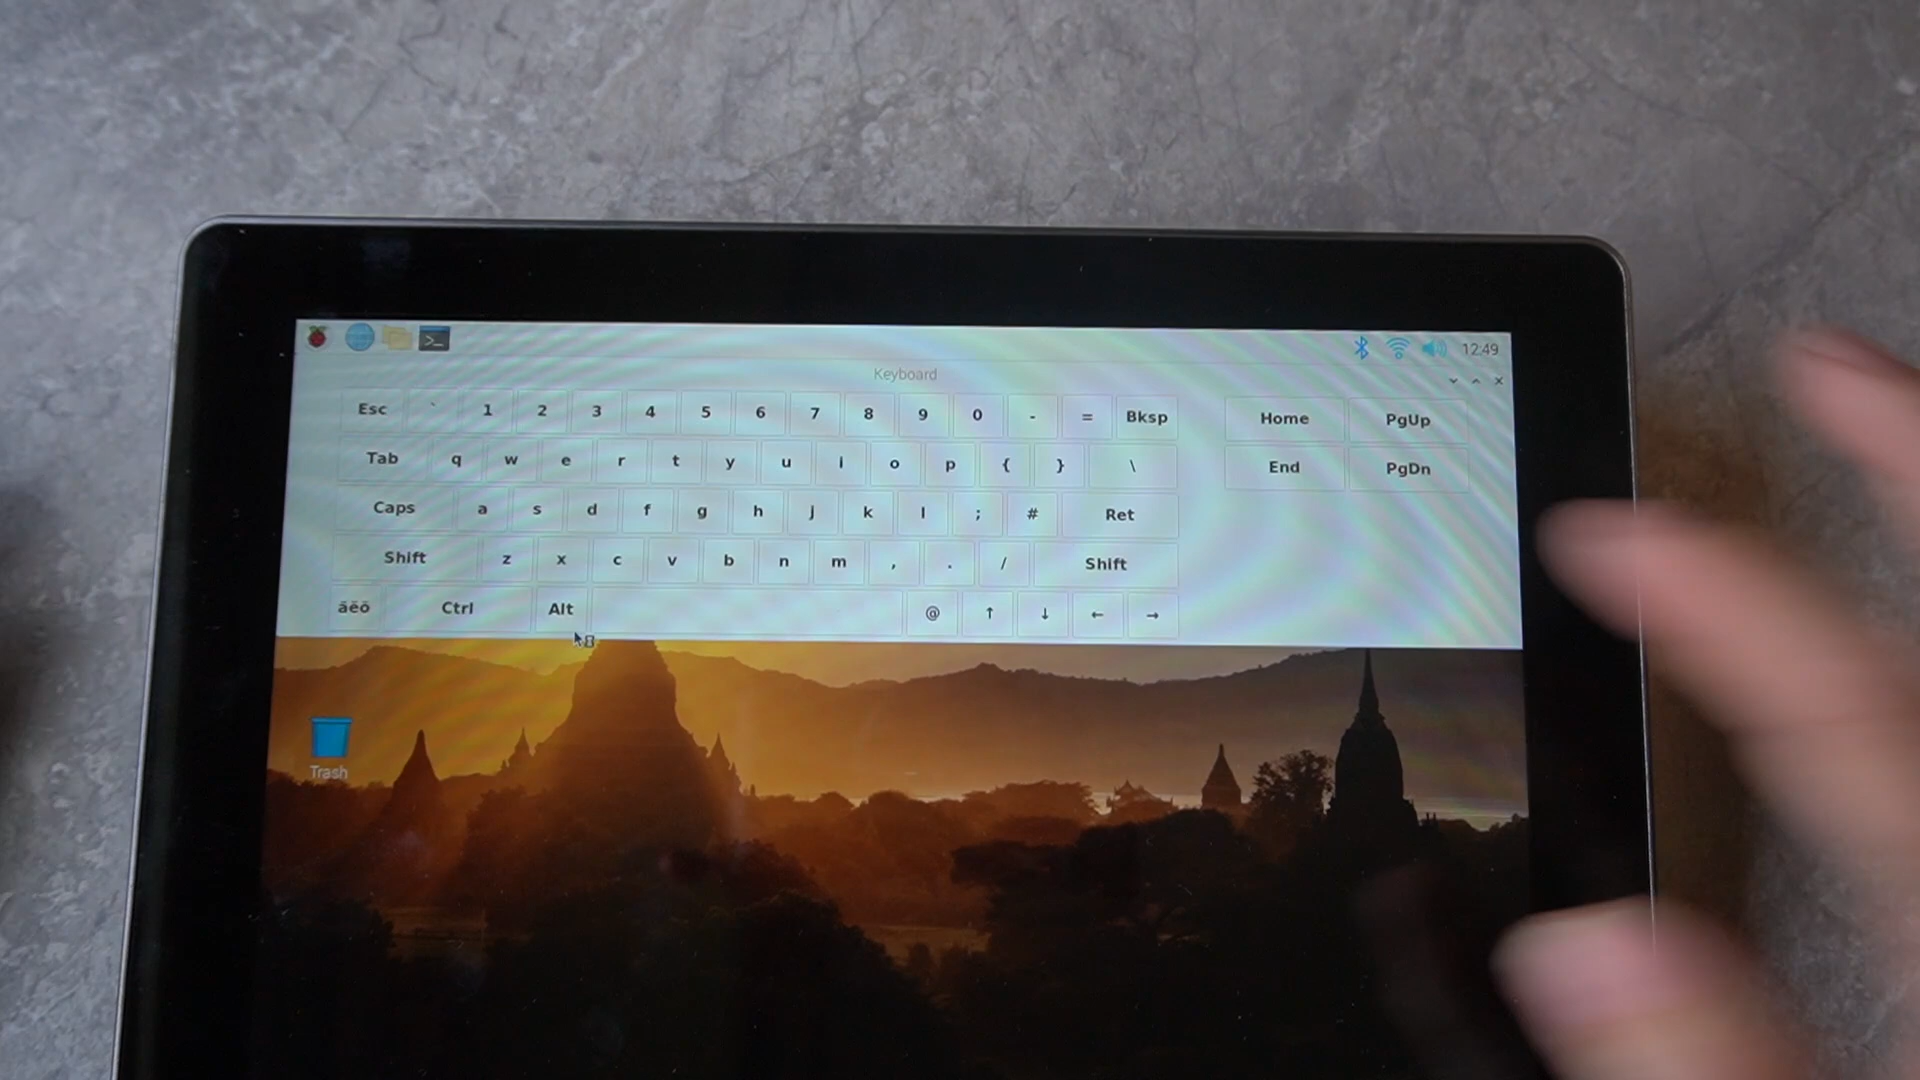 >_ 12:49
Keyboard
Esc ` 1 2 3 4 5 6 7 8 9 0 - = Bksp Home PgUp
Tab q w e r t y u i o p { } \ End PgDn
Caps a s d f g h j k l ; # Ret
Shift z x c v b n m , . / Shift
äëö Ctrl Alt @ ↑ ↓ ← →
Trash